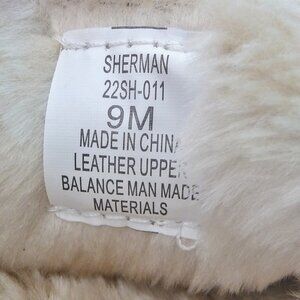 SHERMAN
22SH-011
9M
MADE IN CHINA
LEATHER UPPER
BALANCE MAN MADE
MATERIALS